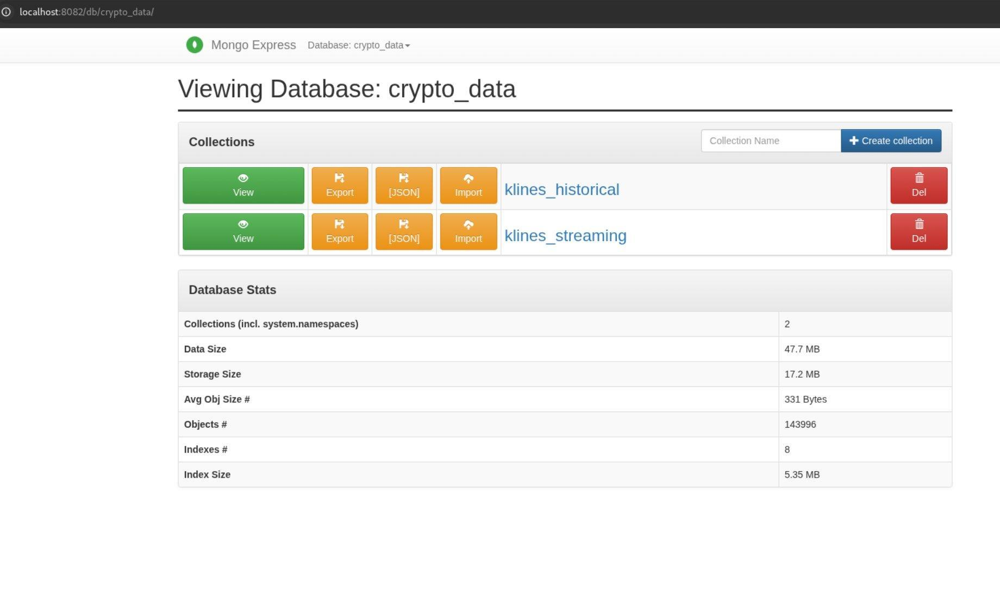 localhost:8082/db/crypto_data/
Mongo Express Database: crypto_data
Viewing Database: crypto_data
Collections
Collection Name
Create collection
View Export [JSON] Import klines_historical Del
View Export [JSON] Import klines_streaming Del
Database Stats
Collections (incl. system.namespaces) 2
Data Size 47.7 MB
Storage Size 17.2 MB
Avg Obj Size # 331 Bytes
Objects # 143996
Indexes # 8
Index Size 5.35 MB